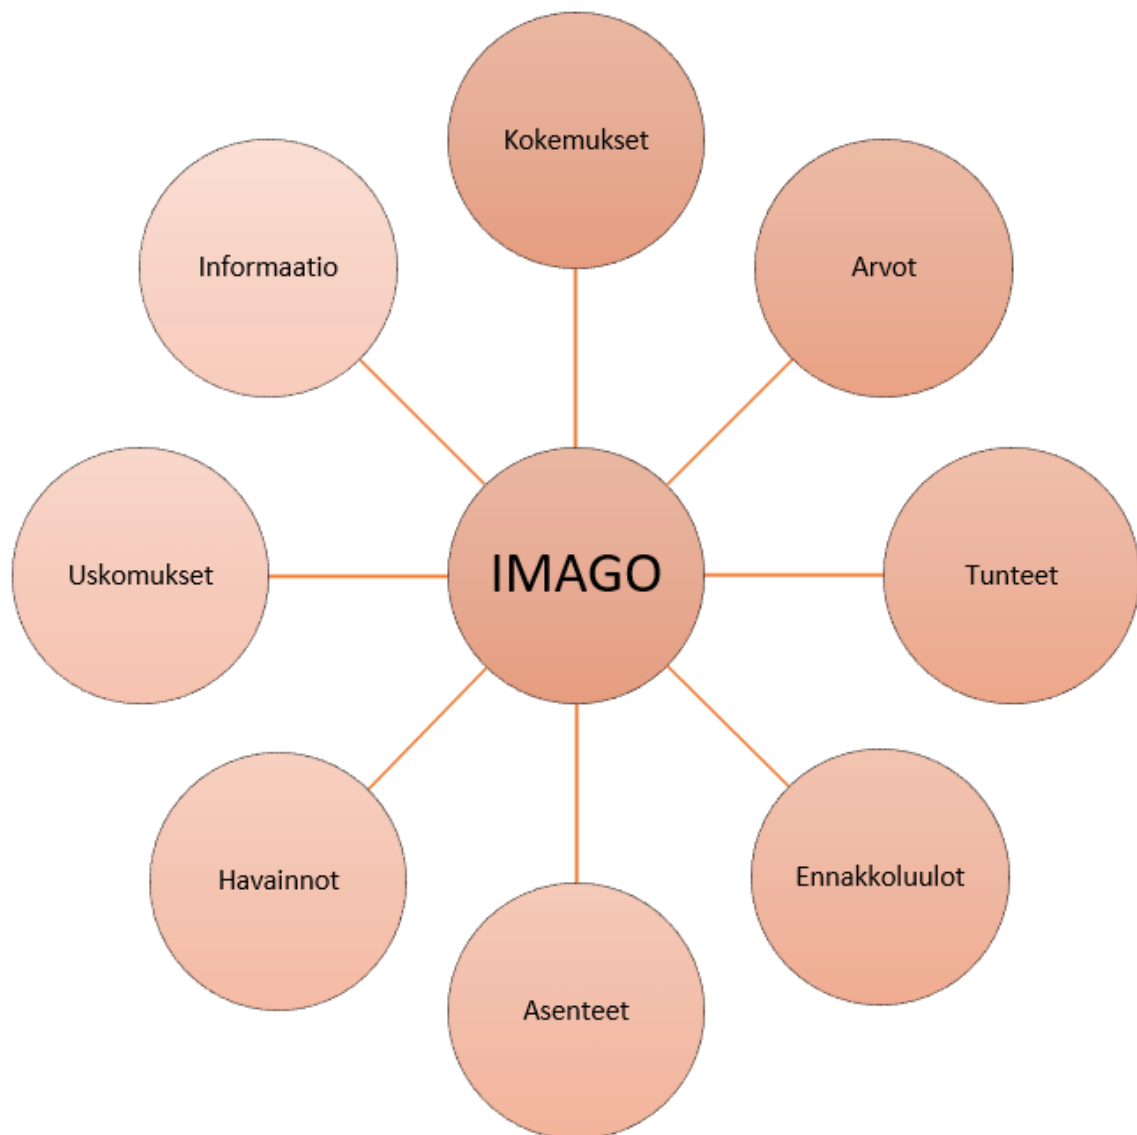 Kokemukset
Informaatio
Arvot
Uskomukset
IMAGO
Tunteet
Havainnot
Ennakkoluulot
Asenteet